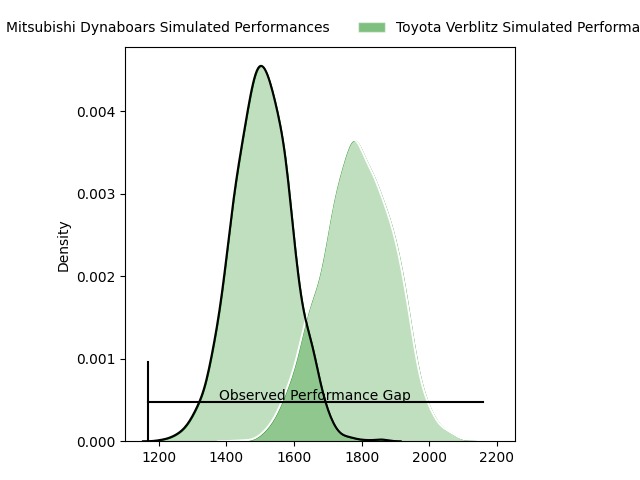 Mitsubishi Dynaboars Simulated Performances
Toyota Verblitz Simulated Performa
0.004
0.003
0.002
0.001
0.000
Density
Observed Performance Gap
1200 1400 1600 1800 2000 2200